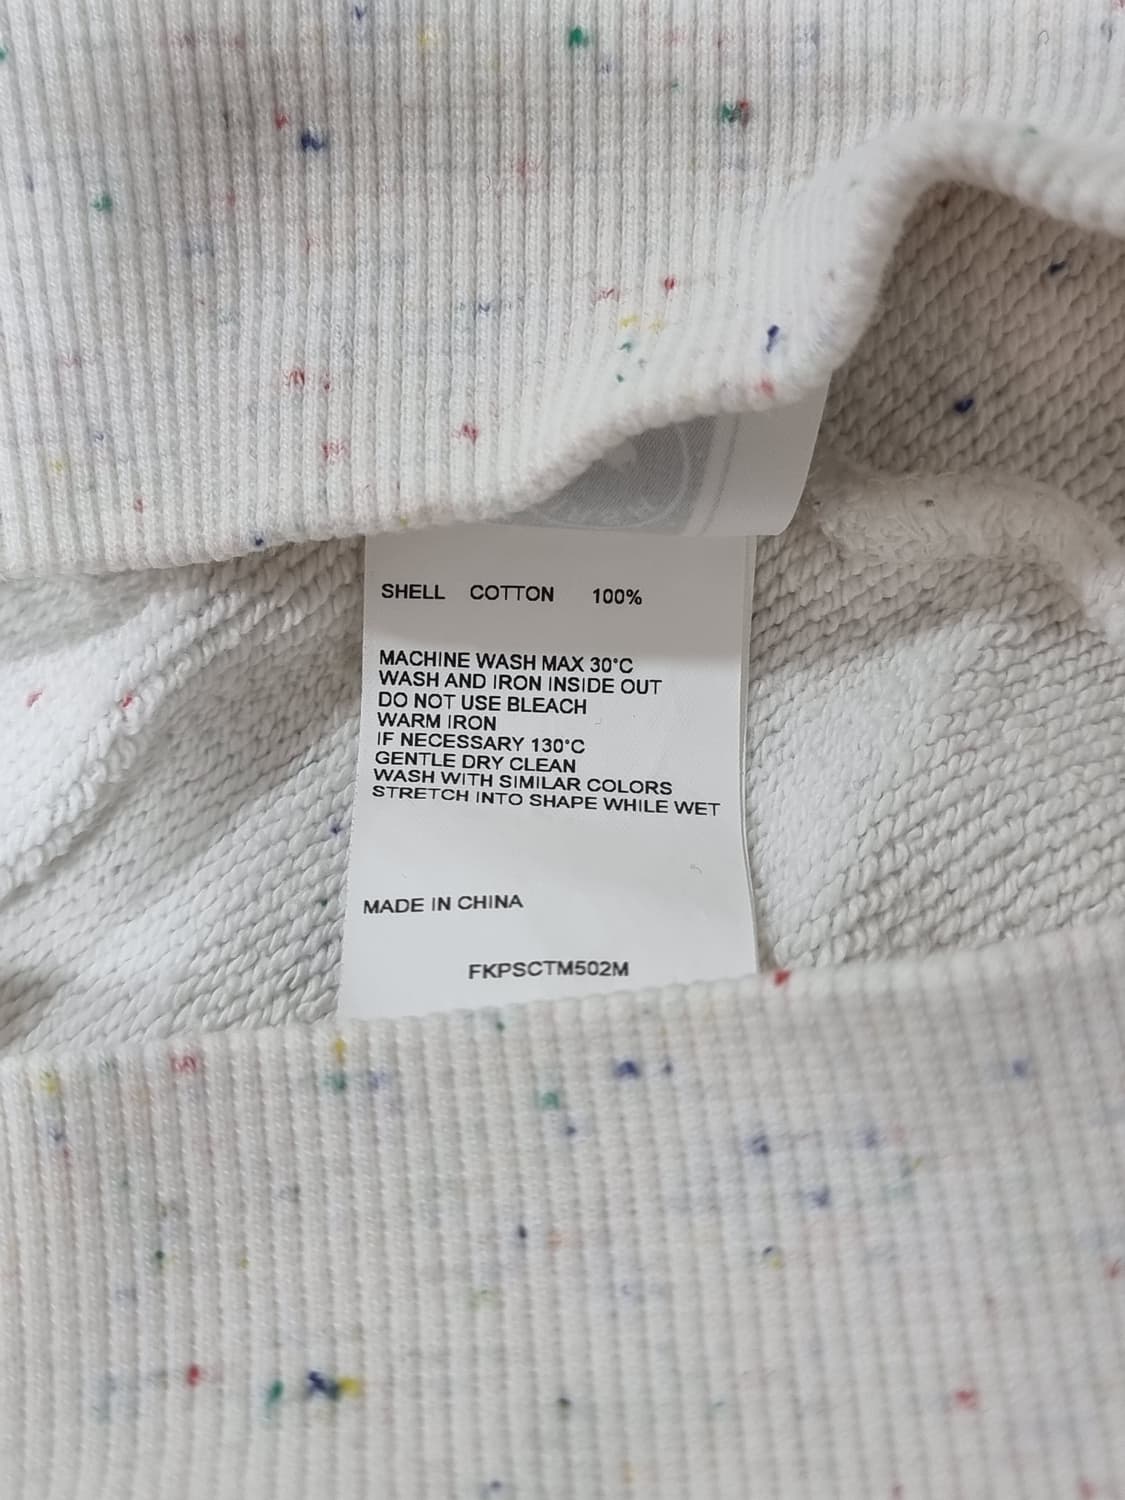 SHELL COTTON 100%
MACHINE WASH MAX 30°C
WASH AND IRON INSIDE OUT
DO NOT USE BLEACH
WARM IRON
IF NECESSARY 130°C
GENTLE DRY CLEAN
WASH WITH SIMILAR COLORS
STRETCH INTO SHAPE WHILE WET
MADE IN CHINA
FKPSCTM502M